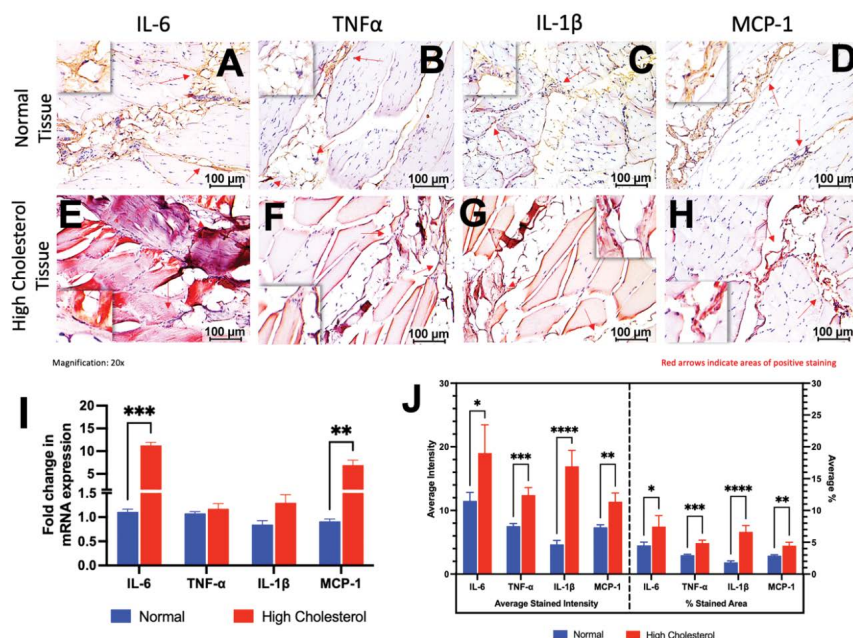 IL-6 TNFα IL-1β MCP-1
Normal Tissue
A B C D
100 µm 100 µm 100 µm 100 µm
High Cholesterol Tissue
E F G H
100 µm 100 µm 100 µm 100 µm
Magnification: 20x
Red arrows indicate areas of positive staining
I
Fold change in
mRNA expression
20
15
10
5
1.5
1.0
0.5
0.0
*** **
IL-6 TNF-α IL-1β MCP-1
Normal High Cholesterol
J
Average Intensity
30
20
10
0
* *** **** **
* *** **** **
30
25
20
15
10
5
0
Average %
IL-6 TNF-α IL-1β MCP-1 IL-6 TNF-α IL-1β MCP-1
Average Stained Intensity % Stained Area
Normal High Cholesterol